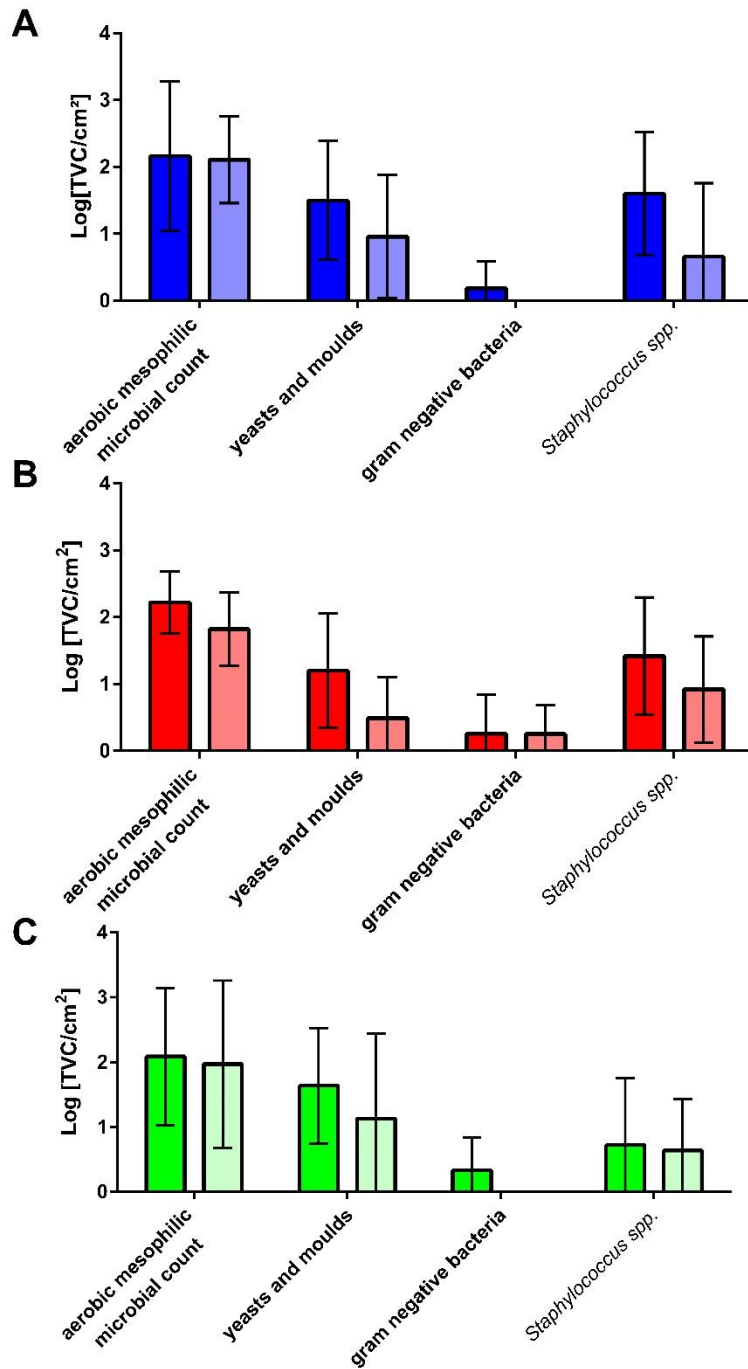 A
Log[TVC/cm²]
4
3
2
1
0
aerobic mesophilic
microbial count
yeasts and moulds
gram negative bacteria
Staphylococcus spp.
B
Log [TVC/cm²]
4
3
2
1
0
aerobic mesophilic
microbial count
yeasts and moulds
gram negative bacteria
Staphylococcus spp.
C
Log [TVC/cm²]
4
3
2
1
0
aerobic mesophilic
microbial count
yeasts and moulds
gram negative bacteria
Staphylococcus spp.